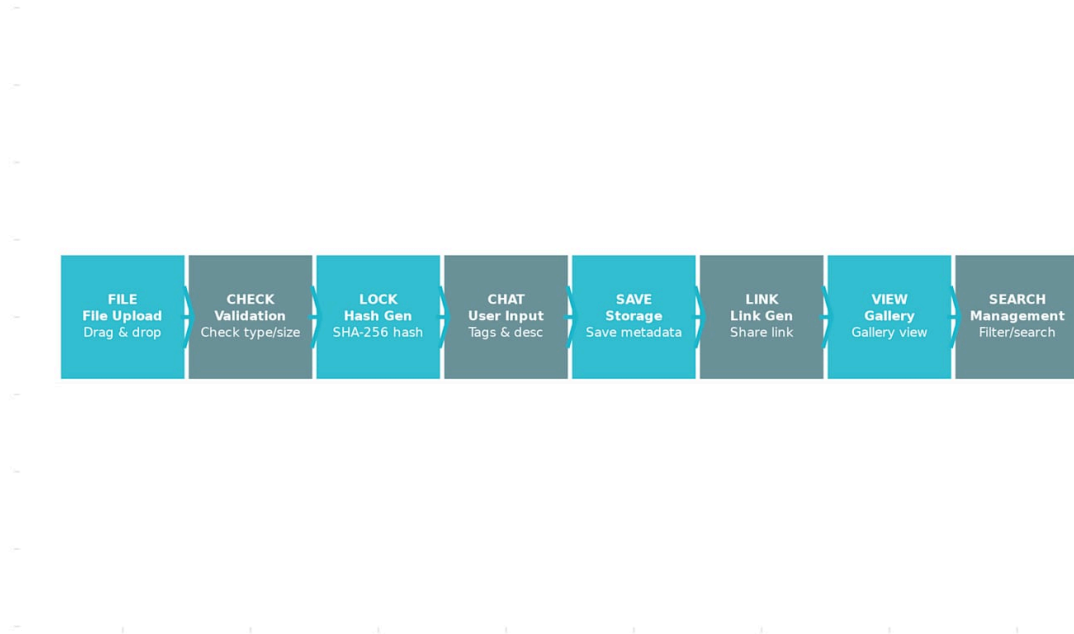 FILE
File Upload
Drag & drop
CHECK
Validation
Check type/size
LOCK
Hash Gen
SHA-256 hash
CHAT
User Input
Tags & desc
SAVE
Storage
Save metadata
LINK
Link Gen
Share link
VIEW
Gallery
Gallery view
SEARCH
Management
Filter/search